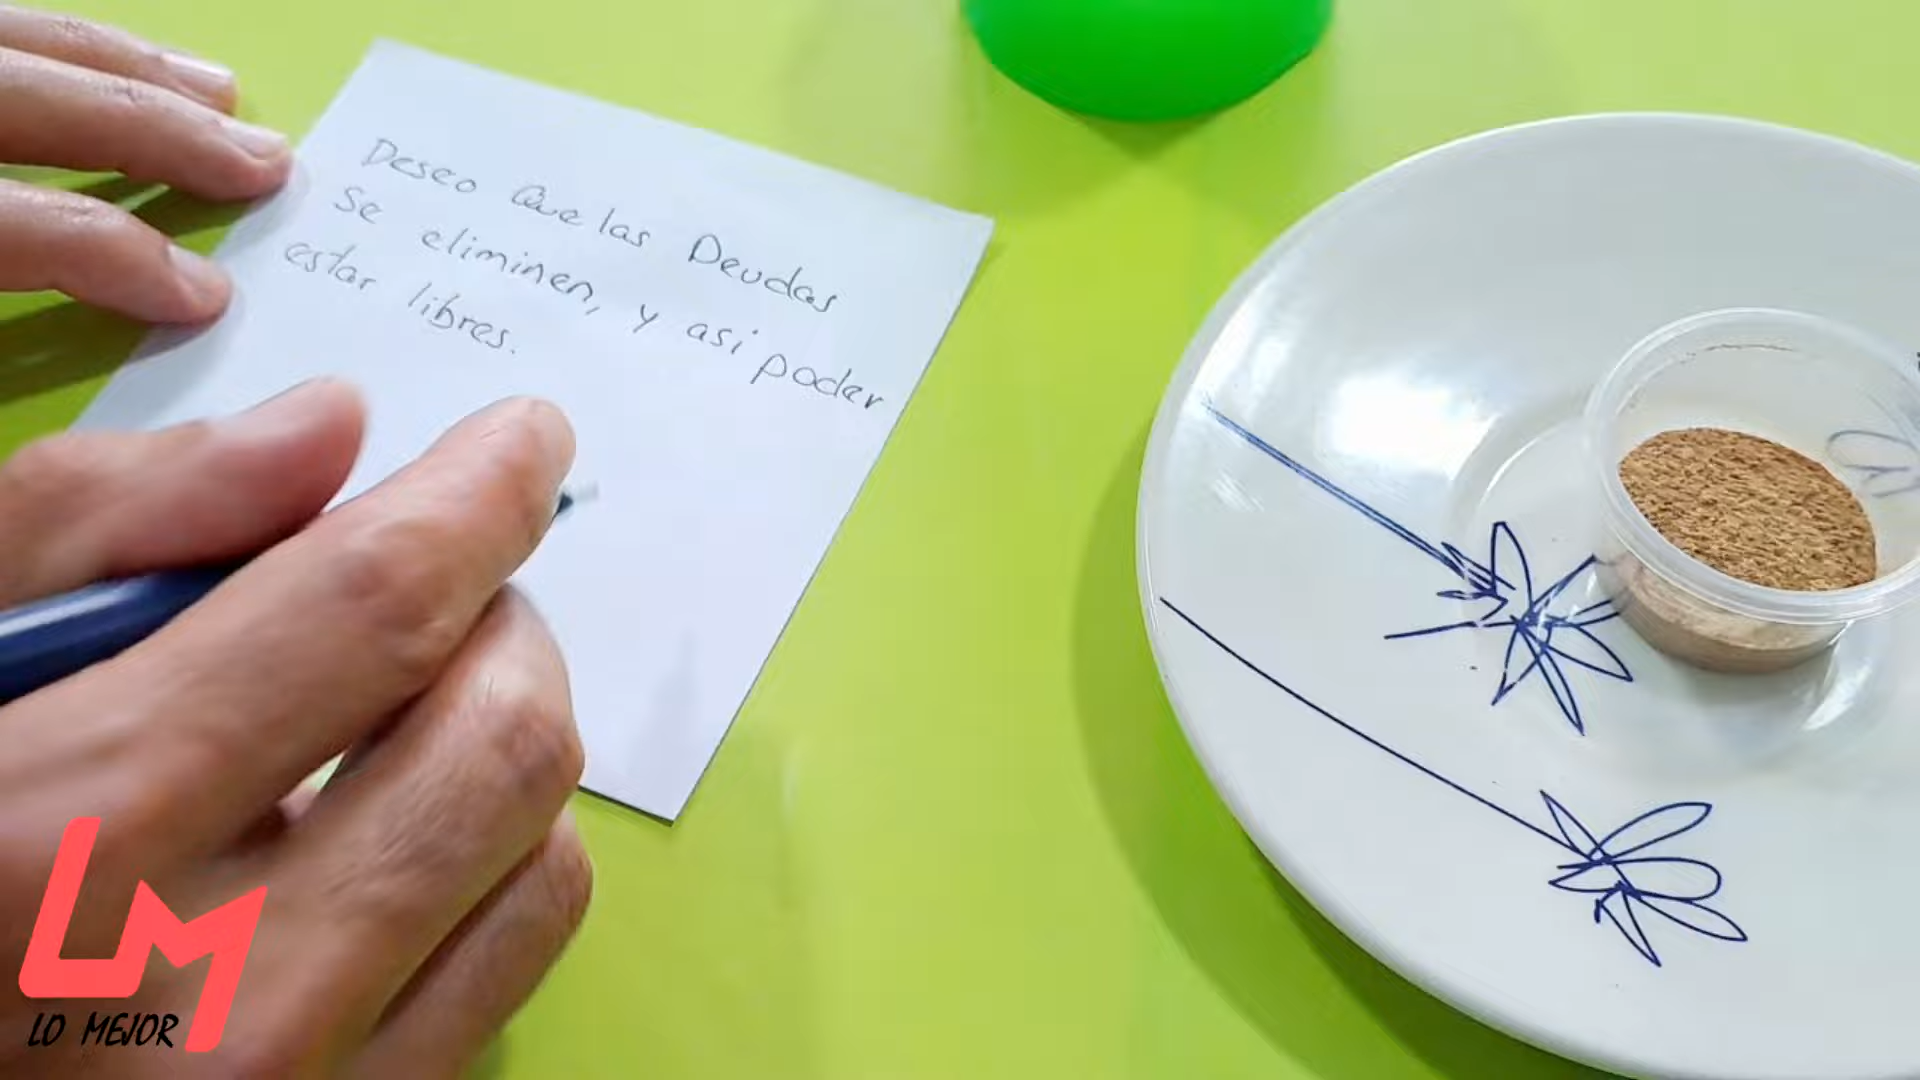 Deseo Que las Deudas
se eliminen, y asi poder
estar libres.
LM
LO MEJOR